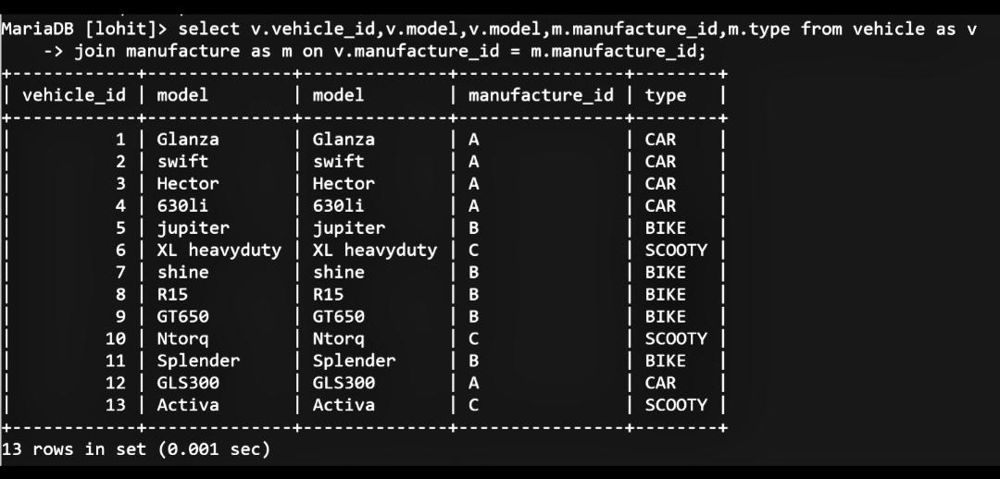 MariaDB [lohit]> select v.vehicle_id,v.model,v.model,m.manufacture_id,m.type from vehicle as v
    -> join manufacture as m on v.manufacture_id = m.manufacture_id;
+------------+--------------+--------------+----------------+--------+
| vehicle_id | model        | model        | manufacture_id | type   |
+------------+--------------+--------------+----------------+--------+
|          1 | Glanza       | Glanza       | A              | CAR    |
|          2 | swift        | swift        | A              | CAR    |
|          3 | Hector       | Hector       | A              | CAR    |
|          4 | 630li        | 630li        | A              | CAR    |
|          5 | jupiter      | jupiter      | B              | BIKE   |
|          6 | XL heavyduty | XL heavyduty | C              | SCOOTY |
|          7 | shine        | shine        | B              | BIKE   |
|          8 | R15          | R15          | B              | BIKE   |
|          9 | GT650        | GT650        | B              | BIKE   |
|         10 | Ntorq        | Ntorq        | C              | SCOOTY |
|         11 | Splender     | Splender     | B              | BIKE   |
|         12 | GLS300       | GLS300       | A              | CAR    |
|         13 | Activa       | Activa       | C              | SCOOTY |
+------------+--------------+--------------+----------------+--------+
13 rows in set (0.001 sec)